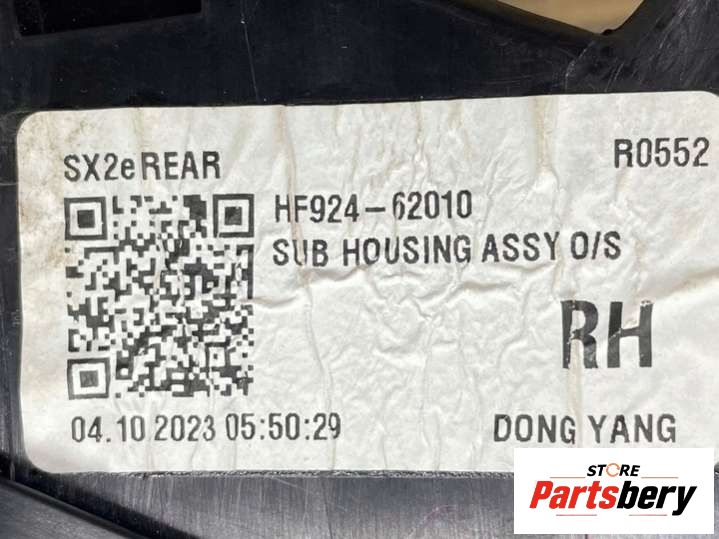 SX2e REAR
R0552
HF924-62010
SUB HOUSING ASSY O/S
RH
04.10 2023 05:50:29
DONG YANG
STORE
Partsbery